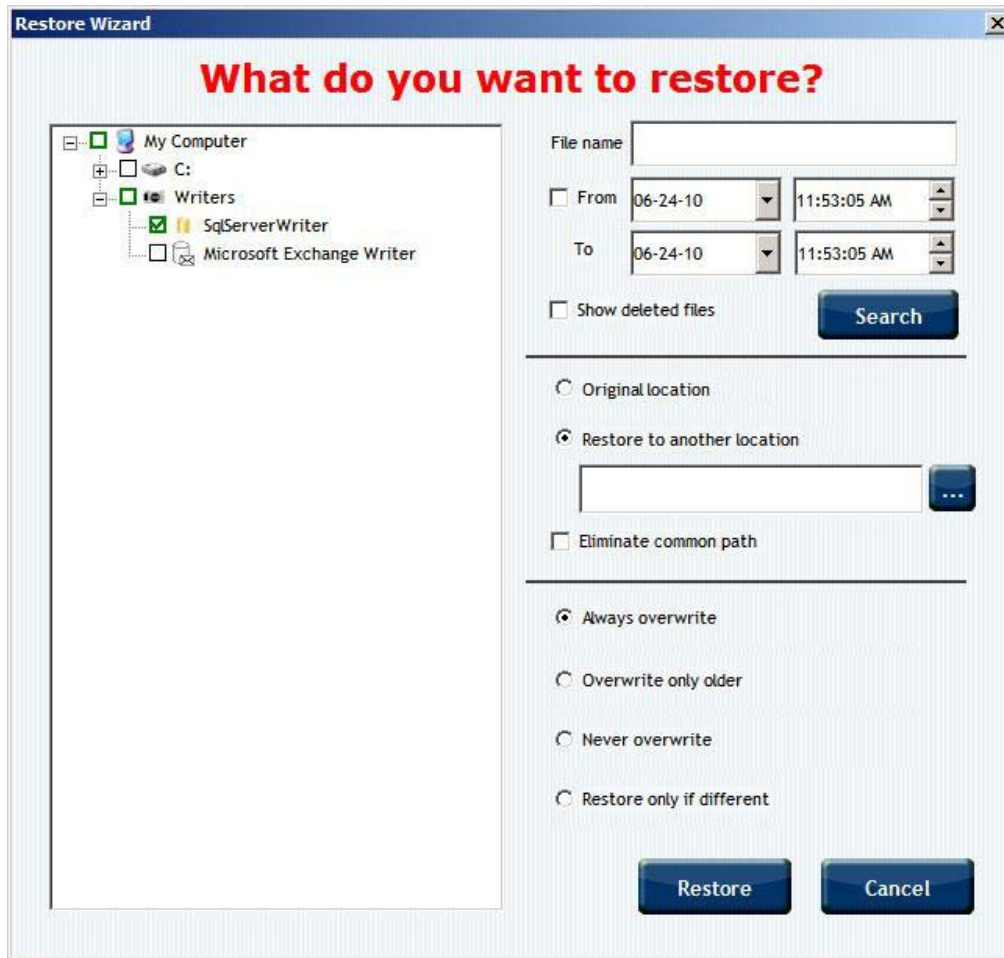 Restore Wizard
What do you want to restore?
My Computer
C:
Writers
SqlServerWriter
Microsoft Exchange Writer
File name
From 06-24-10 11:53:05 AM
To 06-24-10 11:53:05 AM
Show deleted files
Search
Original location
Restore to another location
...
Eliminate common path
Always overwrite
Overwrite only older
Never overwrite
Restore only if different
Restore Cancel